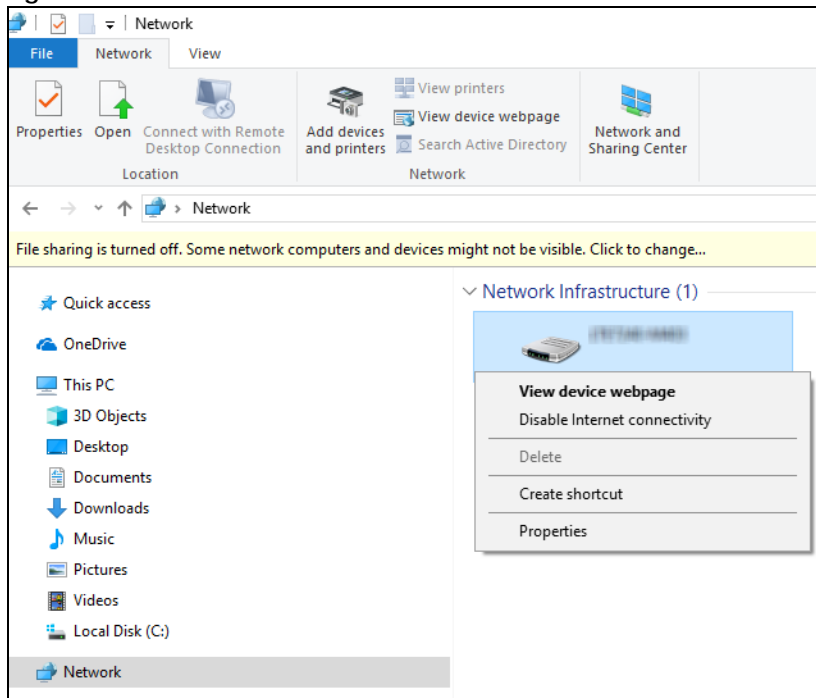 Network
File Network View
Properties
Open
Connect with Remote
Desktop Connection
Add devices
and printers
View printers
View device webpage
Search Active Directory
Network and
Sharing Center
Location
Network
Network
File sharing is turned off. Some network computers and devices might not be visible. Click to change...
Quick access
OneDrive
This PC
3D Objects
Desktop
Documents
Downloads
Music
Pictures
Videos
Local Disk (C:)
Network
Network Infrastructure (1)
View device webpage
Disable Internet connectivity
Delete
Create shortcut
Properties